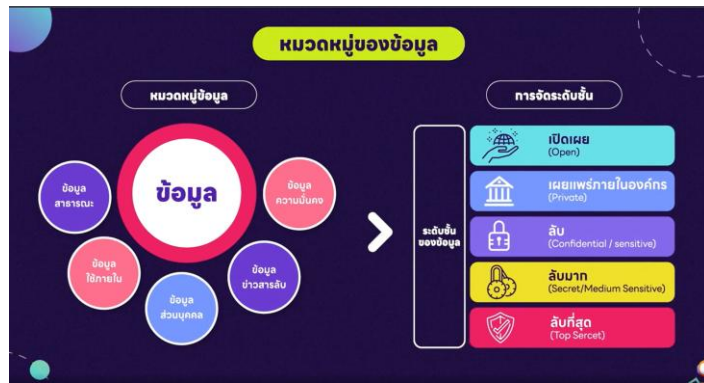 หมวดหมู่ของข้อมูล
หมวดหมู่ข้อมูล
ข้อมูล
ข้อมูล
สาธารณะ
ข้อมูล
ใช้ภายใน
ข้อมูล
ส่วนบุคคล
ข้อมูล
ข่าวสารลับ
ข้อมูล
ความมั่นคง
การจัดระดับชั้น
ระดับชั้น
ของข้อมูล
เปิดเผย
(Open)
เผยแพร่ภายในองค์กร
(Private)
ลับ
(Confidential / sensitive)
ลับมาก
(Secret/Medium Sensitive)
ลับที่สุด
(Top Sercet)